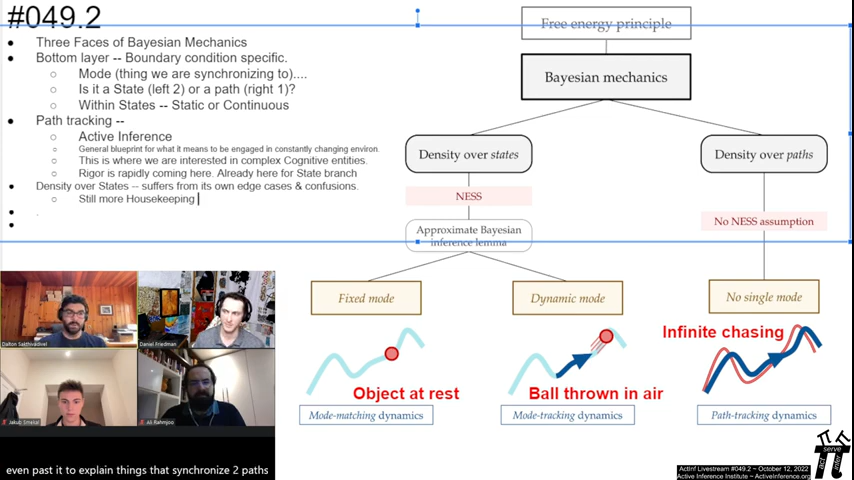 #049.2
● Three Faces of Bayesian Mechanics
● Bottom layer -- Boundary condition specific.
○ Mode (thing we are synchronizing to)....
○ Is it a State (left 2) or a path (right 1)?
○ Within States -- Static or Continuous
● Path tracking --
○ Active Inference
○ General blueprint for what it means to be engaged in constantly changing environ.
○ This is where we are interested in complex Cognitive entities.
○ Rigor is rapidly coming here. Already here for State branch
● Density over States -- suffers from its own edge cases & confusions.
○ Still more Housekeeping
● .
●
Free energy principle
Bayesian mechanics
Density over states
Density over paths
NESS
No NESS assumption
Approximate Bayesian
inference lemma
Fixed mode
Dynamic mode
No single mode
Infinite chasing
Object at rest
Ball thrown in air
Mode-matching dynamics
Mode-tracking dynamics
Path-tracking dynamics
Dalton Sakthivadivel
Daniel Friedman
Jakub Smékal
Ali Rahmjoo
even past it to explain things that synchronize 2 paths
serve
act
infer
ActInf Livestream #049.2 ~ October 12, 2022
Active Inference Institute ~ ActiveInference.org